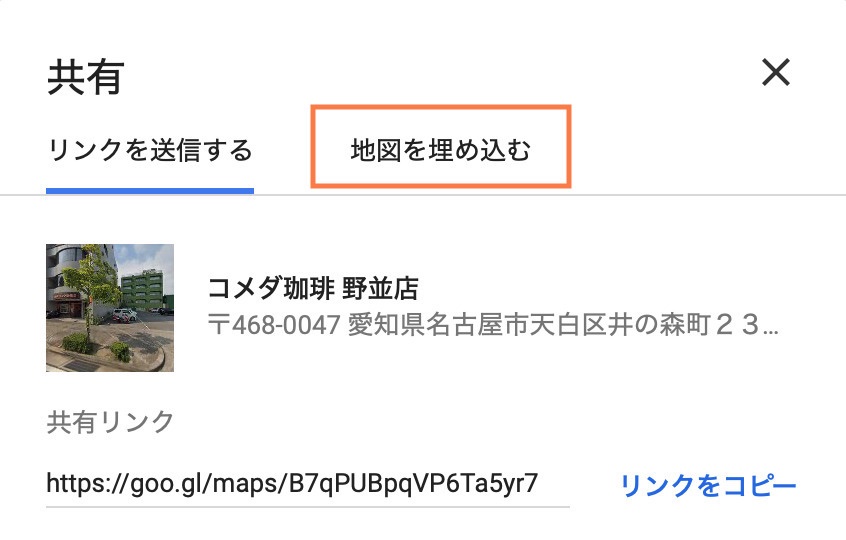 共有
リンクを送信する
地図を埋め込む
コメダ珈琲 野並店
〒468-0047 愛知県名古屋市天白区井の森町２３...
共有リンク
https://goo.gl/maps/B7qPUBpqVP6Ta5yr7
リンクをコピー